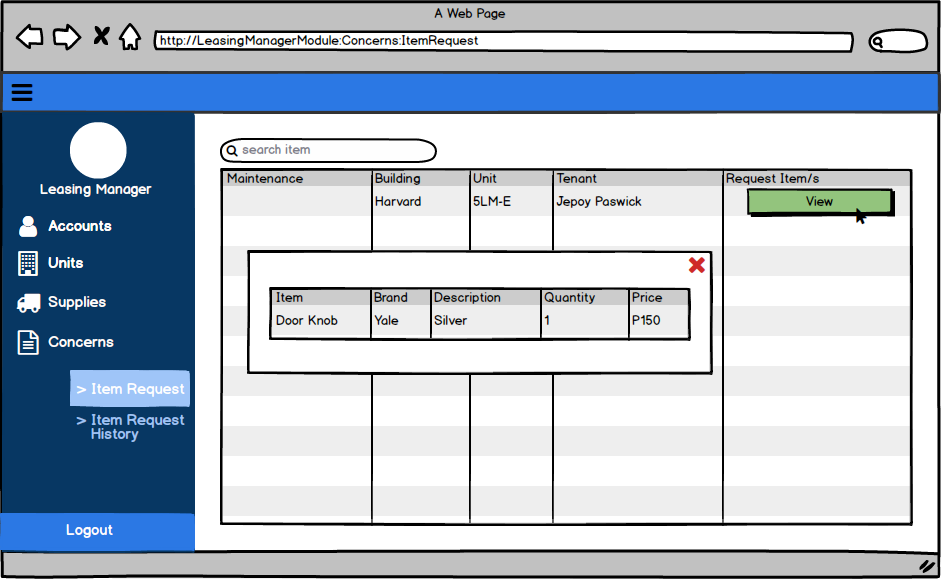 A Web Page
http://LeasingManagerModule:Concerns:ItemRequest
Leasing Manager
Accounts
Units
Supplies
Concerns
> Item Request
> Item Request
History
Logout
search item
Maintenance Building Unit Tenant Request Item/s
Harvard 5LM-E Jepoy Paswick View
Item Brand Description Quantity Price
Door Knob Yale Silver 1 P150